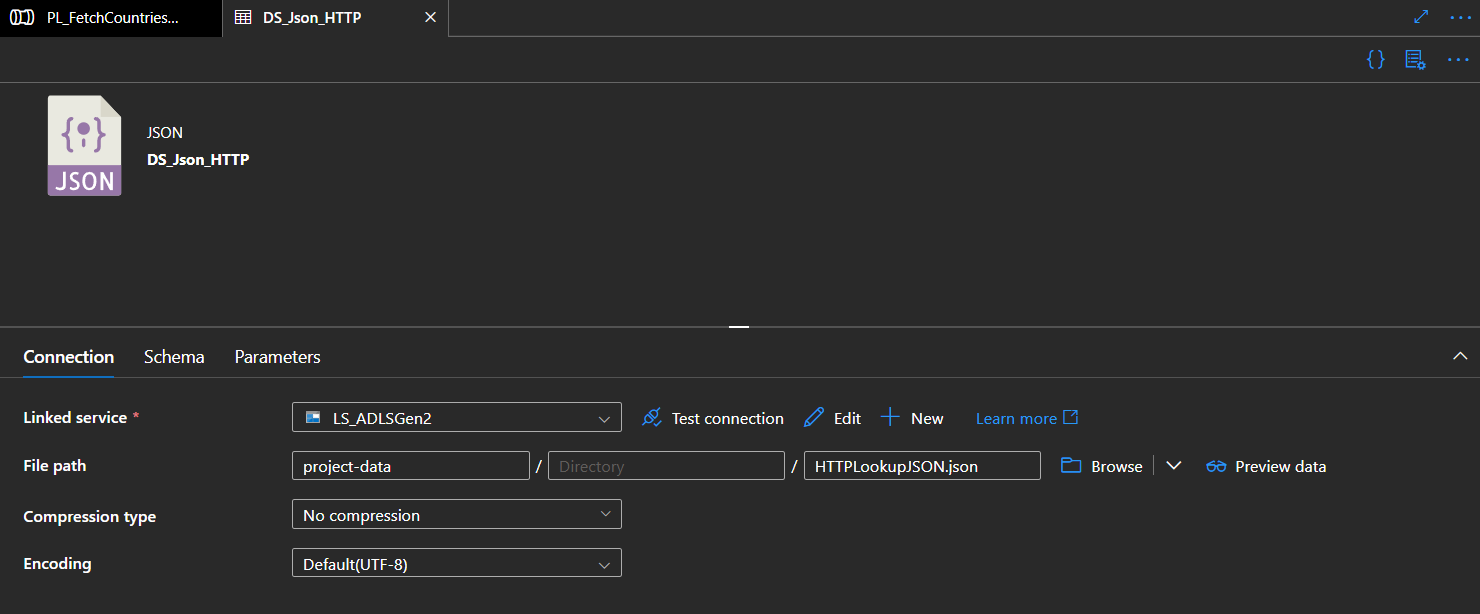 PL_FetchCountries... DS_Json_HTTP
JSON
DS_Json_HTTP
JSON
Connection Schema Parameters
Linked service * LS_ADLSGen2 Test connection Edit New Learn more
File path project-data / Directory / HTTPLookupJSON.json Browse Preview data
Compression type No compression
Encoding Default(UTF-8)